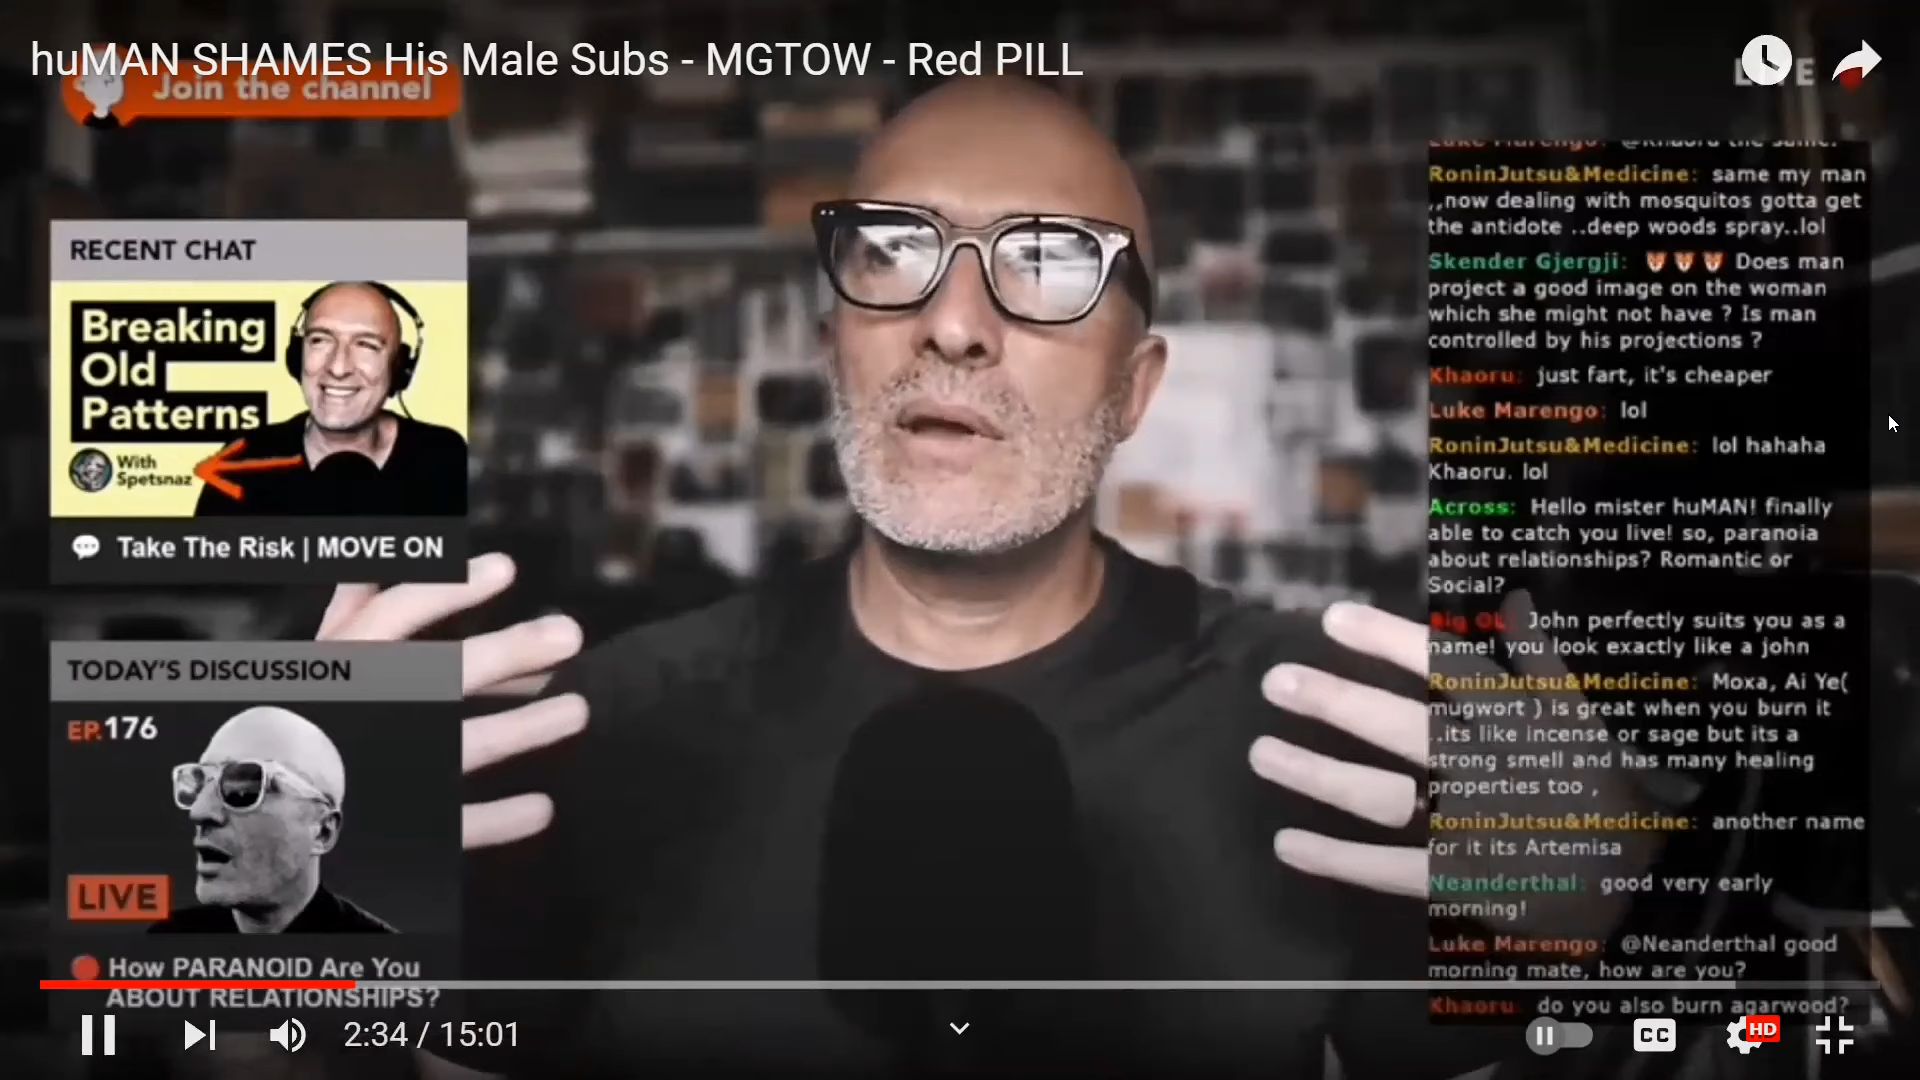 huMAN SHAMES His Male Subs - MGTOW - Red PILL
LIVE
Join the channel
RECENT CHAT
Breaking
Old
Patterns
With
Spetsnaz
Take The Risk | MOVE ON
TODAY'S DISCUSSION
EP.176
LIVE
How PARANOID Are You
ABOUT RELATIONSHIPS?
Luke Marengo: @Khaoru the same.
RoninJutsu&Medicine: same my man
,,now dealing with mosquitos gotta get
the antidote ..deep woods spray..lol
Skender Gjergji: 🦊🦊🦊 Does man
project a good image on the woman
which she might not have ? Is man
controlled by his projections ?
Khaoru: just fart, it's cheaper
Luke Marengo: lol
RoninJutsu&Medicine: lol hahaha
Khaoru. lol
Across: Hello mister huMAN! finally
able to catch you live! so, paranoia
about relationships? Romantic or
Social?
Big OL: John perfectly suits you as a
name! you look exactly like a john
RoninJutsu&Medicine: Moxa, Ai Ye(
mugwort ) is great when you burn it
..its like incense or sage but its a
strong smell and has many healing
properties too ,
RoninJutsu&Medicine: another name
for it its Artemisa
Neanderthal: good very early
morning!
Luke Marengo: @Neanderthal good
morning mate, how are you?
Khaoru: do you also burn agarwood?
2:34 / 15:01
CC
HD